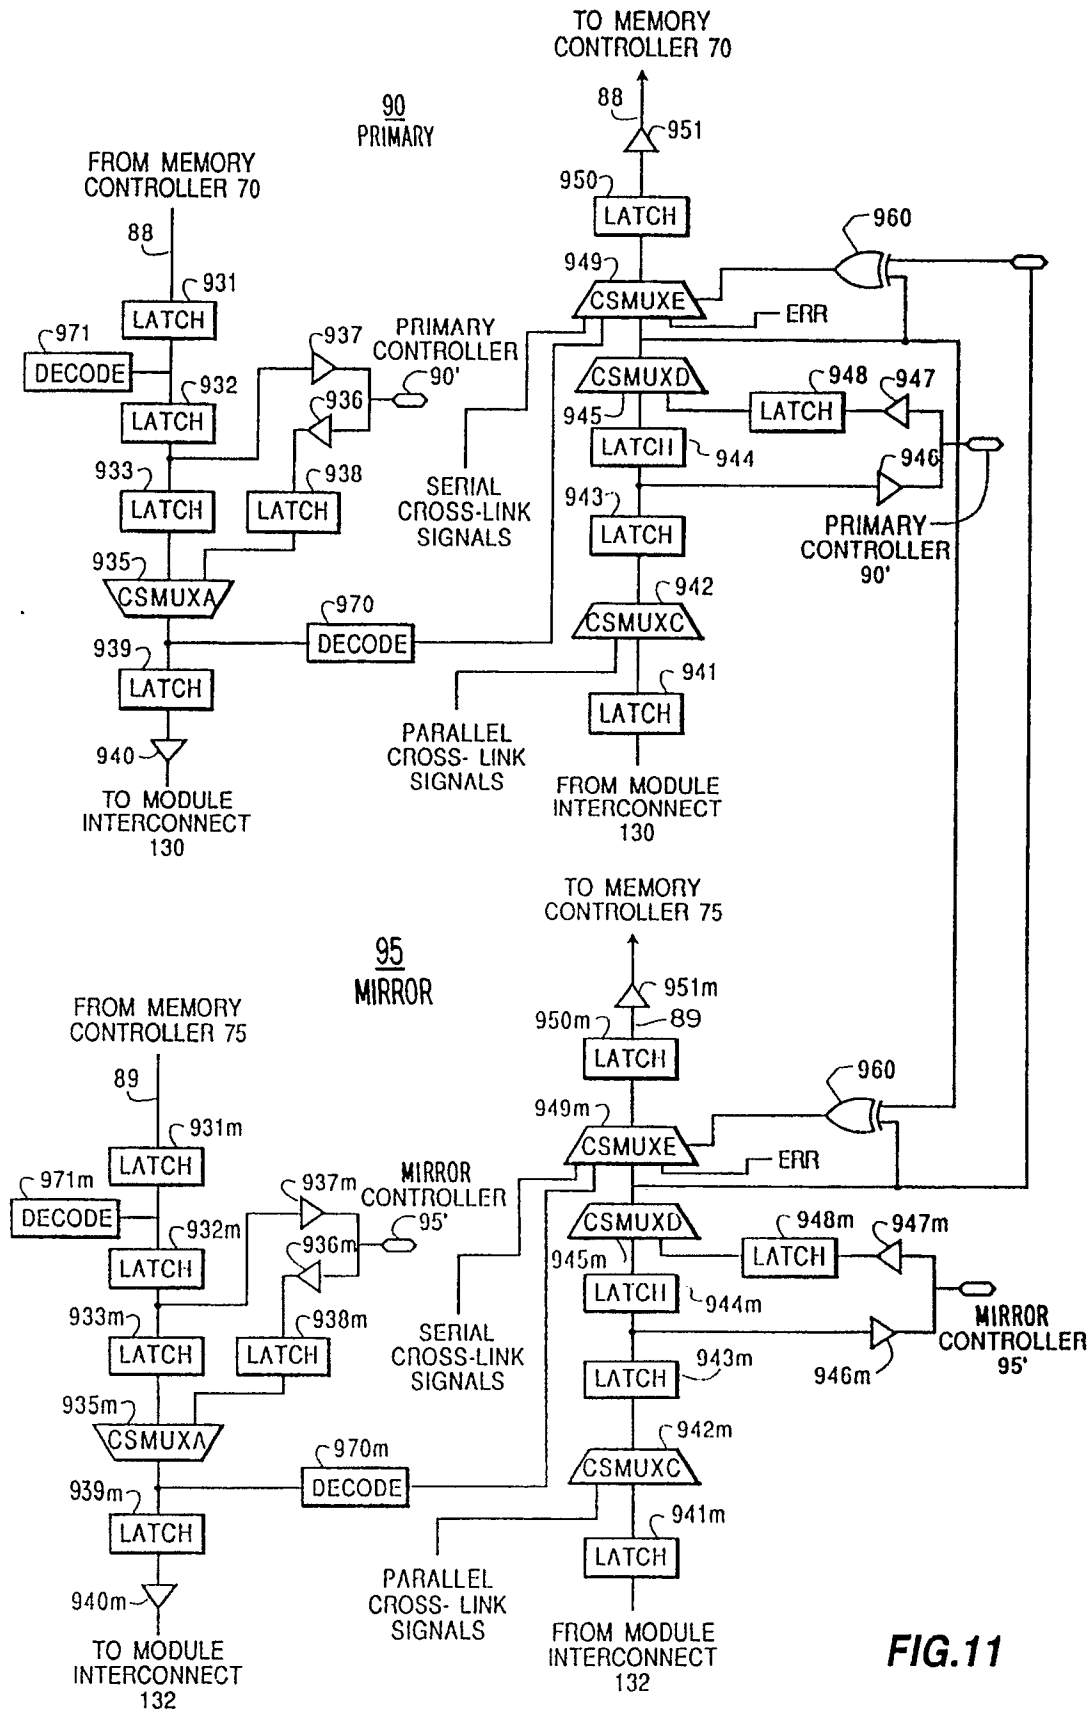 TO MEMORY
CONTROLLER 70
88
951
90
PRIMARY
FROM MEMORY
CONTROLLER 70
88
950
LATCH
960
931
LATCH
949
CSMUXE
ERR
971
DECODE
937
PRIMARY
CONTROLLER
90'
932
LATCH
936
CSMUXD
945
948
LATCH
947
933
LATCH
938
LATCH
SERIAL
CROSS-LINK
SIGNALS
LATCH
944
946
943
LATCH
PRIMARY
CONTROLLER
90'
935
CSMUXA
970
DECODE
942
CSMUXC
939
LATCH
941
LATCH
940
PARALLEL
CROSS-LINK
SIGNALS
TO MODULE
INTERCONNECT
130
FROM MODULE
INTERCONNECT
130
TO MEMORY
CONTROLLER 75
95
MIRROR
FROM MEMORY
CONTROLLER 75
951m
89
950m
LATCH
89
960
931m
LATCH
949m
CSMUXE
ERR
971m
DECODE
937m
MIRROR
CONTROLLER
95'
932m
LATCH
936m
CSMUXD
945m
948m
LATCH
947m
933m
LATCH
938m
LATCH
LATCH
944m
SERIAL
CROSS-LINK
SIGNALS
MIRROR
CONTROLLER
95'
946m
943m
LATCH
935m
CSMUXA
970m
DECODE
942m
CSMUXC
939m
LATCH
941m
LATCH
940m
PARALLEL
CROSS-LINK
SIGNALS
TO MODULE
INTERCONNECT
132
FROM MODULE
INTERCONNECT
132
FIG.11